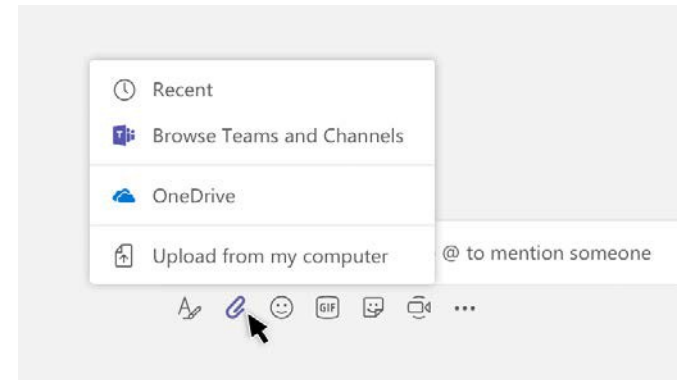 Recent
Browse Teams and Channels
OneDrive
Upload from my computer
@ to mention someone
GIF